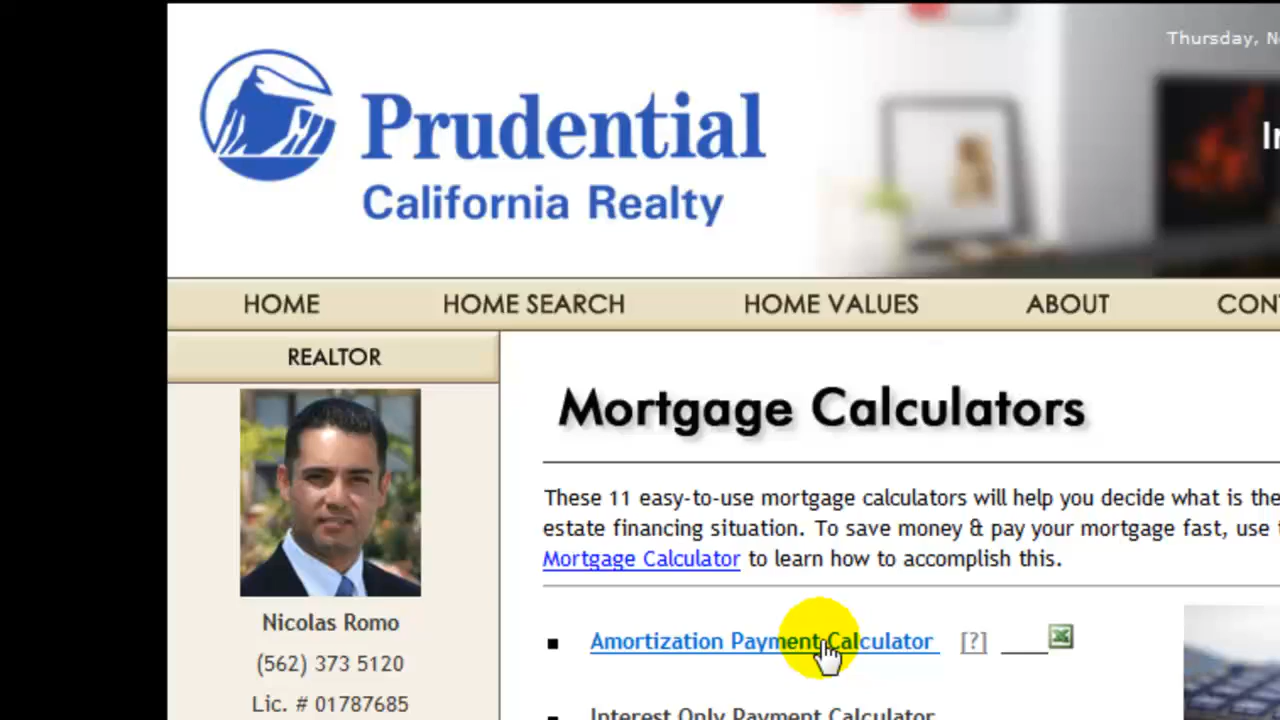 Thursday,
Prudential
California Realty
HOME HOME SEARCH HOME VALUES ABOUT
REALTOR
Mortgage Calculators
These 11 easy-to-use mortgage calculators will help you decide what is the
estate financing situation. To save money & pay your mortgage fast, use
Mortgage Calculator to learn how to accomplish this.
Nicolas Romo
(562) 373 5120
Lic. # 01787685
Amortization Payment Calculator [?]
Interest Only Payment Calculator